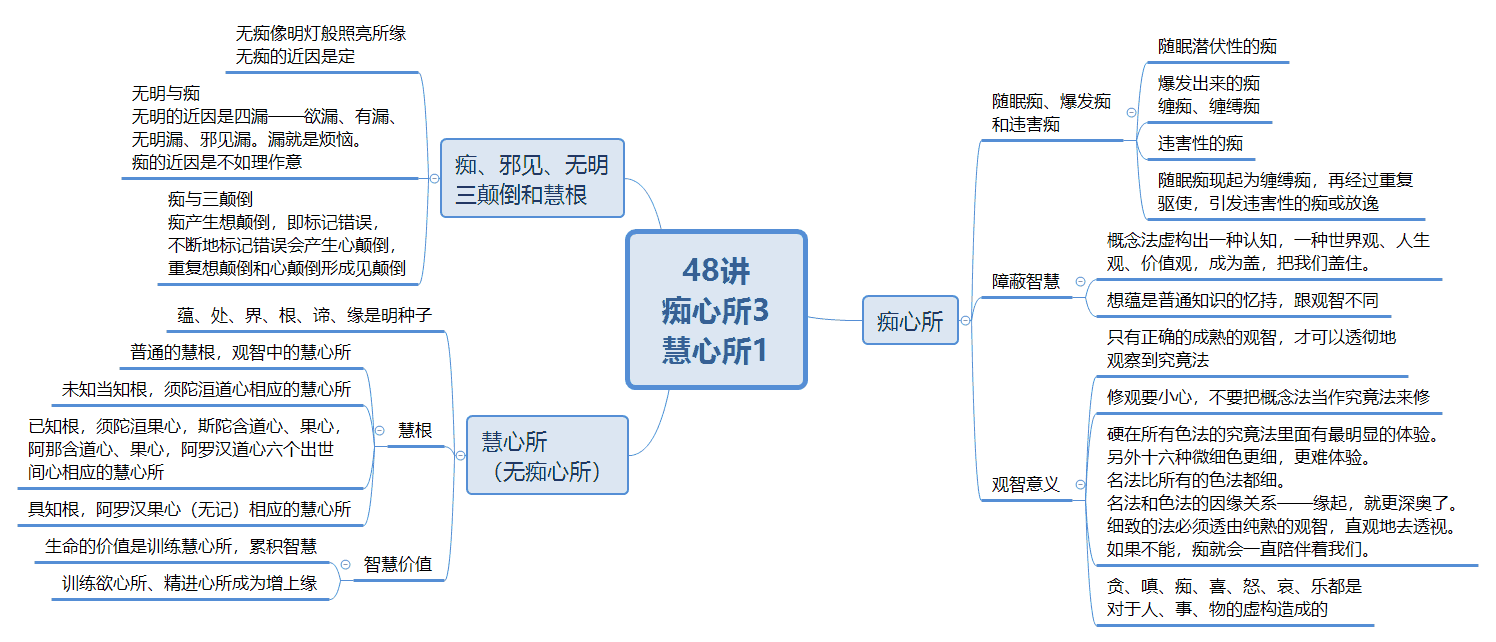 48讲
痴心所3
慧心所1
痴心所
随眠痴、爆发痴
和违害痴
随眠潜伏性的痴
爆发出来的痴
缠痴、缠缚痴
违害性的痴
随眠痴现起为缠缚痴，再经过重复
驱使，引发违害性的痴或放逸
障蔽智慧
概念法虚构出一种认知，一种世界观、人生
观、价值观，成为盖，把我们盖住。
想蕴是普通知识的忆持，跟观智不同
观智意义
只有正确的成熟的观智，才可以透彻地
观察到究竟法
修观要小心，不要把概念法当作究竟法来修
硬在所有色法的究竟法里面有最明显的体验。
另外十六种微细色更细，更难体验。
名法比所有的色法都细。
名法和色法的因缘关系——缘起，就更深奥了。
细致的法必须透由纯熟的观智，直观地去透视。
如果不能，痴就会一直陪伴着我们。
贪、嗔、痴、喜、怒、哀、乐都是
对于人、事、物的虚构造成的
痴、邪见、无明
三颠倒和慧根
无痴像明灯般照亮所缘
无痴的近因是定
无明与痴
无明的近因是四漏——欲漏、有漏、
无明漏、邪见漏。漏就是烦恼。
痴的近因是不如理作意
痴与三颠倒
痴产生想颠倒，即标记错误，
不断地标记错误会产生心颠倒，
重复想颠倒和心颠倒形成见颠倒
慧心所
（无痴心所）
蕴、处、界、根、谛、缘是明种子
慧根
普通的慧根，观智中的慧心所
未知当知根，须陀洹道心相应的慧心所
已知根，须陀洹果心，斯陀含道心、果心，
阿那含道心、果心，阿罗汉道心六个出世
间心相应的慧心所
具知根，阿罗汉果心（无记）相应的慧心所
智慧价值
生命的价值是训练慧心所，累积智慧
训练欲心所、精进心所成为增上缘